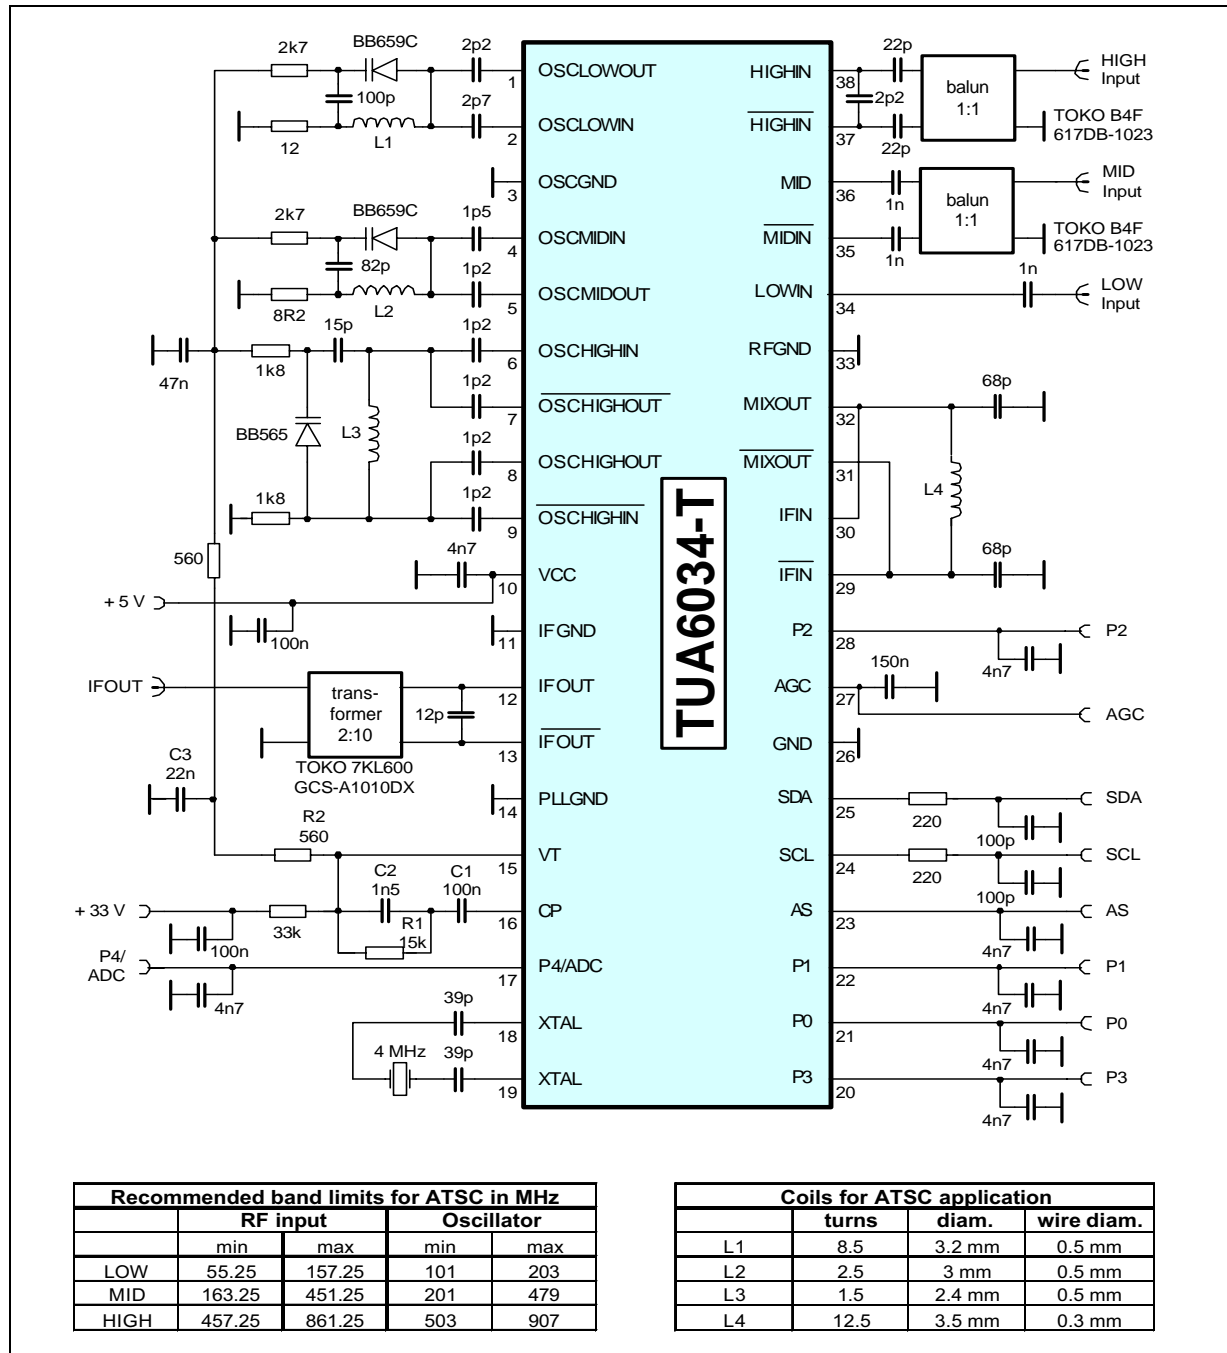 2k7
BB659C
2p2
1
OSCLOWOUT
100p
2p7
12
L1
2
OSCLOWIN
3
OSCGND
2k7
BB659C
1p5
4
OSCMIDIN
82p
1p2
8R2
L2
5
OSCMIDOUT
15p
1p2
47n
1k8
6
OSCHIGHIN
1p2
7
OSCHIGHOUT
BB565
L3
1p2
8
OSCHIGHOUT
1k8
1p2
9
OSCHIGHIN
560
4n7
10
VCC
+ 5 V
100n
11
IFGND
IFOUT
trans-
former
2:10
12p
12
IFOUT
13
IFOUT
TOKO 7KL600
GCS-A1010DX
C3
22n
14
PLLGND
R2
560
15
VT
C2
1n5
C1
100n
+ 33 V
33k
16
CP
100n
R1
15k
P4/
ADC
17
P4/ADC
4n7
39p
18
XTAL
4 MHz
39p
19
XTAL
TUA6034-T
HIGHIN
38
22p
balun
1:1
HIGH
Input
2p2
HIGHIN
37
22p
TOKO B4F
617DB-1023
MID
36
1n
balun
1:1
MID
Input
MIDIN
35
1n
TOKO B4F
617DB-1023
LOWIN
34
1n
LOW
Input
RFGND
33
MIXOUT
32
68p
MIXOUT
31
L4
IFIN
30
IFIN
29
68p
P2
28
4n7
P2
AGC
27
150n
AGC
GND
26
SDA
25
220
100p
SDA
SCL
24
220
100p
SCL
AS
23
4n7
AS
P1
22
4n7
P1
P0
21
4n7
P0
P3
20
4n7
P3
Recommended band limits for ATSC in MHz
RF input Oscillator
min max min max
LOW 55.25 157.25 101 203
MID 163.25 451.25 201 479
HIGH 457.25 861.25 503 907
Coils for ATSC application
turns diam. wire diam.
L1 8.5 3.2 mm 0.5 mm
L2 2.5 3 mm 0.5 mm
L3 1.5 2.4 mm 0.5 mm
L4 12.5 3.5 mm 0.3 mm